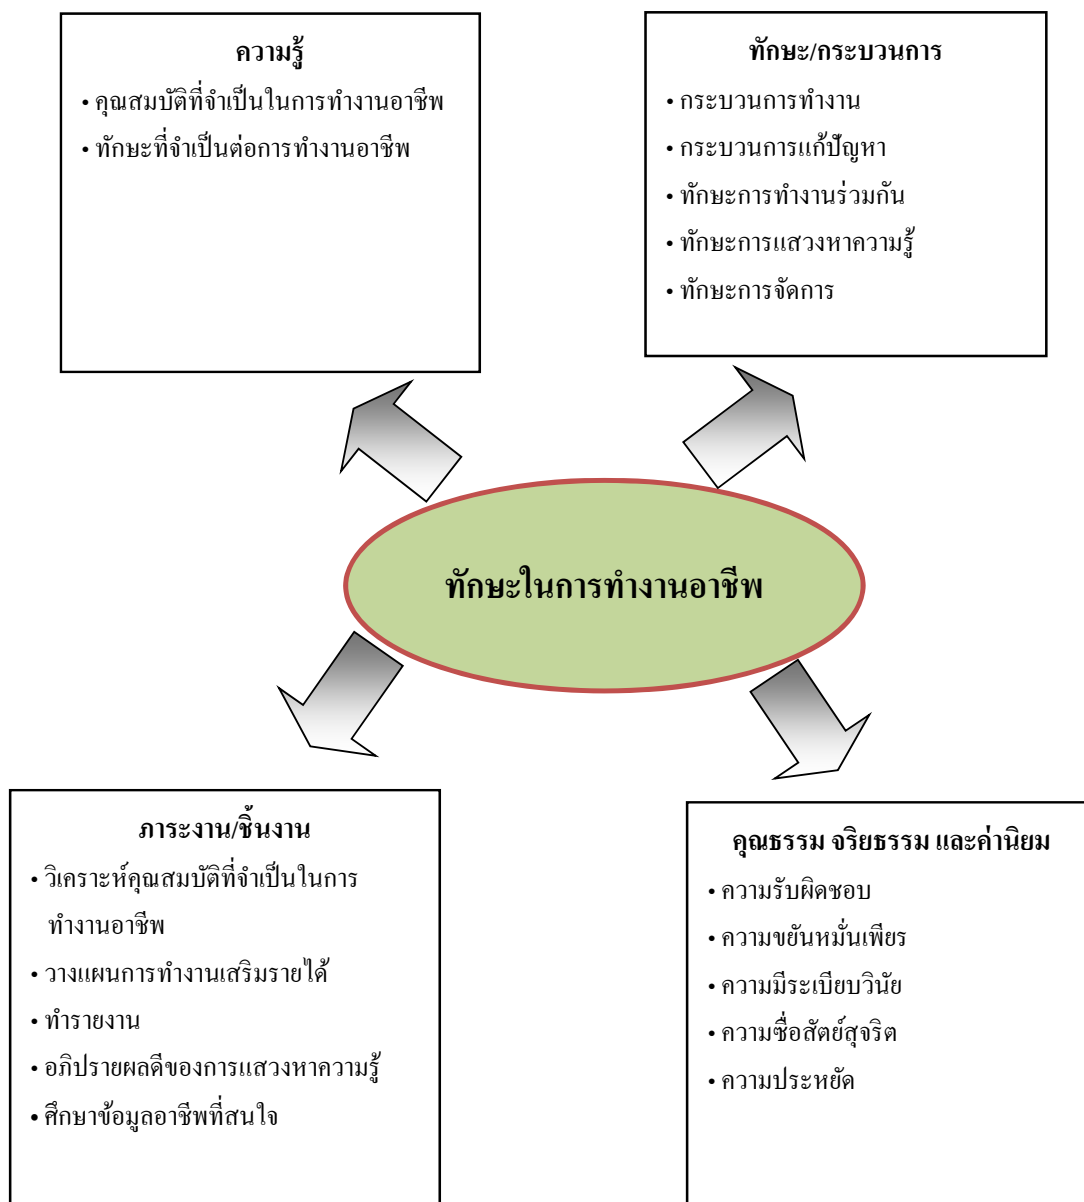 ความรู้
• คุณสมบัติที่จำเป็นในการทำงานอาชีพ
• ทักษะที่จำเป็นต่อการทำงานอาชีพ
ทักษะ/กระบวนการ
• กระบวนการทำงาน
• กระบวนการแก้ปัญหา
• ทักษะการทำงานร่วมกัน
• ทักษะการแสวงหาความรู้
• ทักษะการจัดการ
ทักษะในการทำงานอาชีพ
ภาระงาน/ชิ้นงาน
• วิเคราะห์คุณสมบัติที่จำเป็นในการ
ทำงานอาชีพ
• วางแผนการทำงานเสริมรายได้
• ทำรายงาน
• อภิปรายผลดีของการแสวงหาความรู้
• ศึกษาข้อมูลอาชีพที่สนใจ
คุณธรรม จริยธรรม และค่านิยม
• ความรับผิดชอบ
• ความขยันหมั่นเพียร
• ความมีระเบียบวินัย
• ความซื่อสัตย์สุจริต
• ความประหยัด